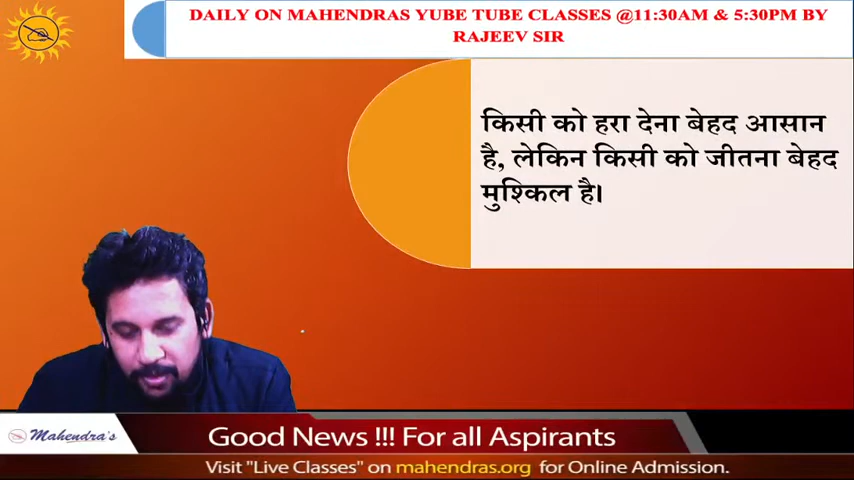 DAILY ON MAHENDRAS YUBE TUBE CLASSES @11:30AM & 5:30PM BY
RAJEEV SIR
किसी को हरा देना बेहद आसान
है, लेकिन किसी को जीतना बेहद
मुश्किल है।
Mahendra's
Good News !!! For all Aspirants
Visit "Live Classes" on mahendras.org for Online Admission.